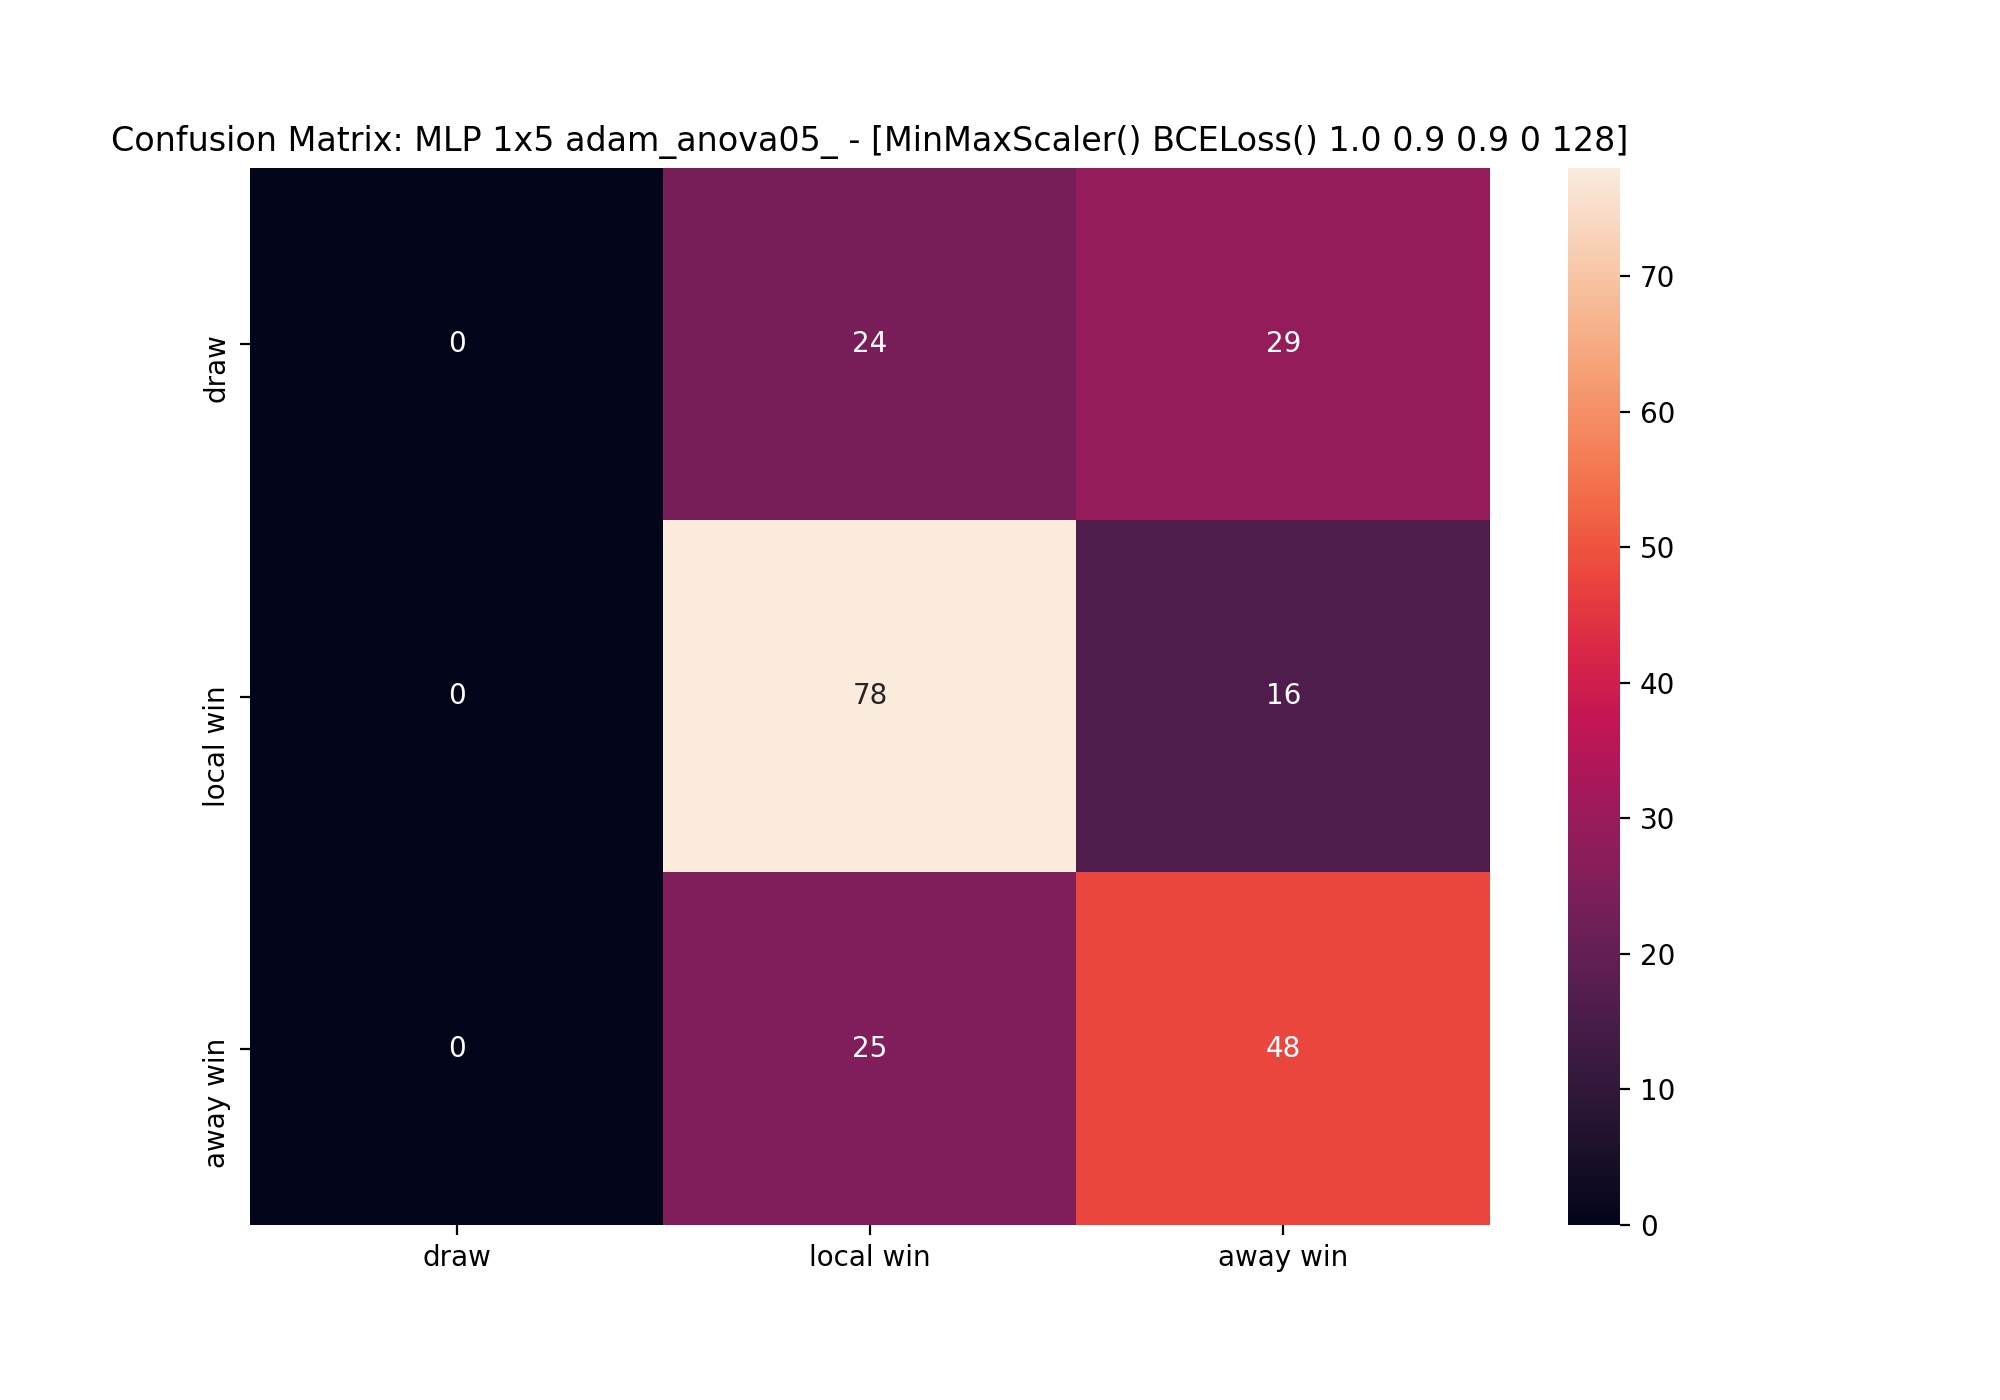 Confusion Matrix: MLP 1x5 adam_anova05_ - [MinMaxScaler() BCELoss() 1.0 0.9 0.9 0 128]
draw
0
24
29
local win
0
78
16
away win
0
25
48
draw
local win
away win
70
60
50
40
30
20
10
0